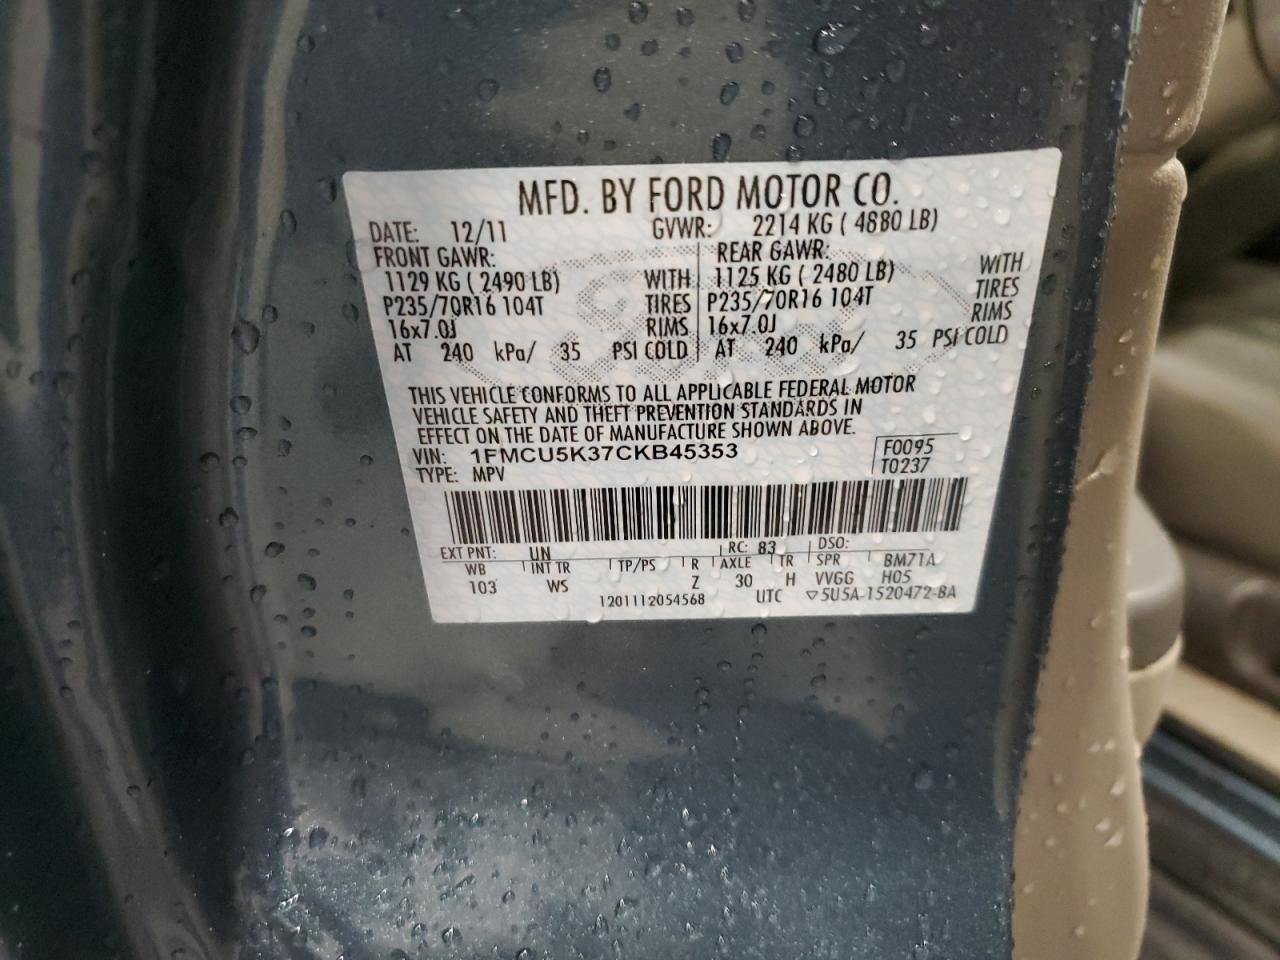 MFD. BY FORD MOTOR CO.
DATE: 12/11 GVWR: 2214 KG ( 4880 LB)
FRONT GAWR: REAR GAWR:
1129 KG ( 2490 LB) WITH 1125 KG ( 2480 LB) WITH
P235/70R16 104T TIRES P235/70R16 104T TIRES
16x7.0J RIMS 16x7.0J RIMS
AT 240 kPa/ 35 PSI COLD AT 240 kPa/ 35 PSI COLD
THIS VEHICLE CONFORMS TO ALL APPLICABLE FEDERAL MOTOR
VEHICLE SAFETY AND THEFT PREVENTION STANDARDS IN
EFFECT ON THE DATE OF MANUFACTURE SHOWN ABOVE.
VIN: 1FMCU5K37CKB45353 F0095
TYPE: MPV T0237
EXT PNT: UN RC: 83 DSO:
WB INT TR TP/PS R AXLE TR SPR BM71A
103 WS Z 30 H VVGG H05
1201112054568 UTC ▽5U5A-1520472-BA